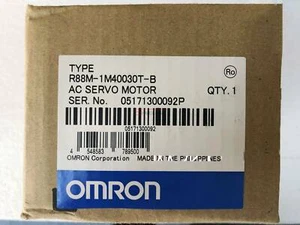 TYPE
R88M-1M40030T-B
Ro
AC SERVO MOTOR
QTY. 1
SER. No. 05171300092P
05171300092
4 548583 789500
OMRON Corporation MADE IN THE PHILIPPINES
OMRON